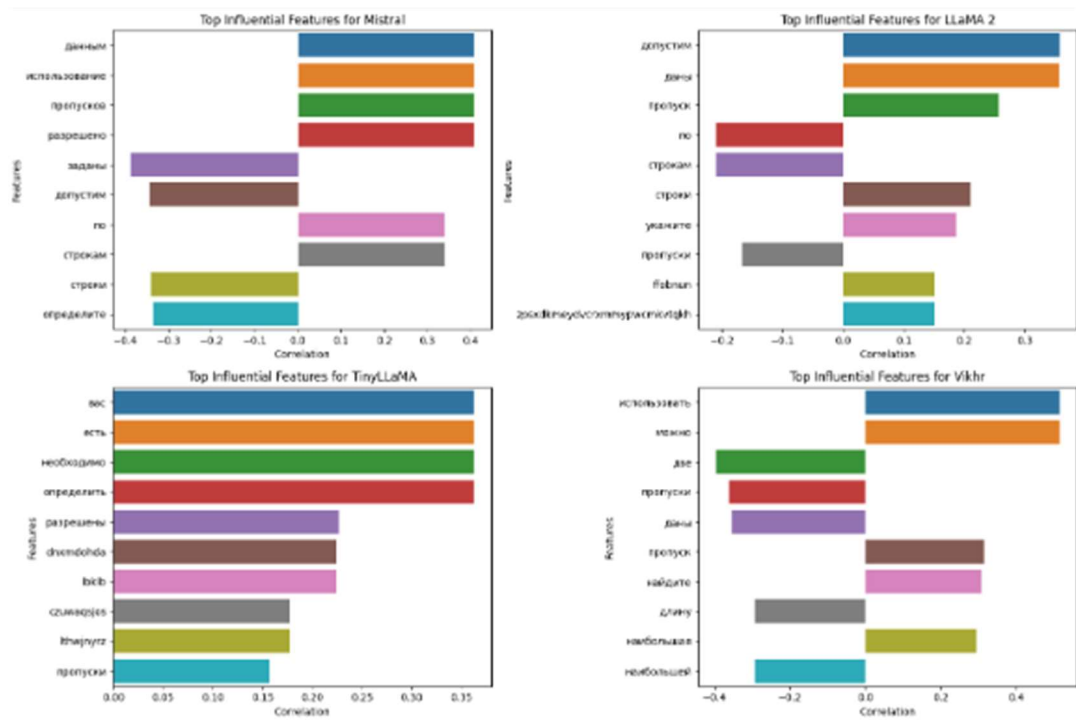 Top Influential Features for Mistral
данным
использование
пропусков
разрешено
заданы
допустим
по
строкам
строки
определите
Features
−0.4 −0.3 −0.2 −0.1 0.0 0.1 0.2 0.3 0.4
Correlation
Top Influential Features for LLaMA 2
допустим
даны
пропуск
по
строкам
строки
укажите
пропуски
Features
−0.2 −0.1 0.0 0.1 0.2 0.3
Correlation
Top Influential Features for TinyLLaMA
вас
есть
необходимо
определить
разрешены
dnxmdohda
lbklb
пропуски
Features
0.00 0.05 0.10 0.15 0.20 0.25 0.30 0.35
Correlation
Top Influential Features for Vikhr
использовать
можно
две
пропуски
даны
пропуск
найдите
длину
наибольшая
наибольшей
Features
−0.4 −0.2 0.0 0.2 0.4
Correlation